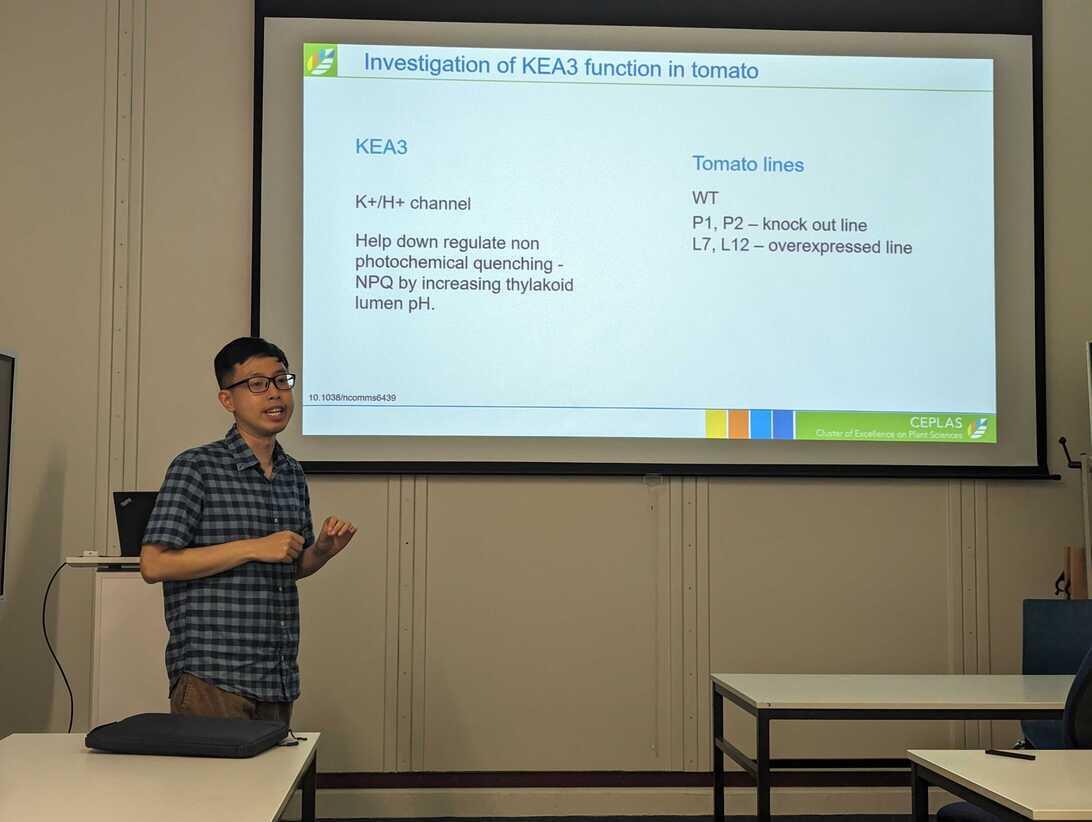 Investigation of KEA3 function in tomato
KEA3
K+/H+ channel
Help down regulate non
photochemical quenching -
NPQ by increasing thylakoid
lumen pH.
Tomato lines
WT
P1, P2 – knock out line
L7, L12 – overexpressed line
10.1038/ncomms6439
CEPLAS
Cluster of Excellence on Plant Sciences